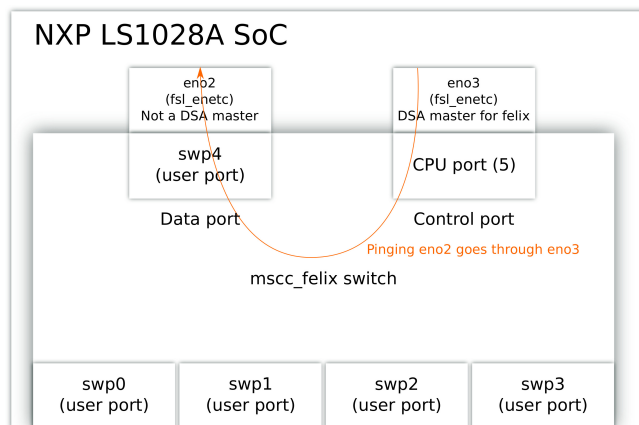 NXP LS1028A SoC
eno2
(fsl_enetc)
Not a DSA master
eno3
(fsl_enetc)
DSA master for felix
swp4
(user port)
CPU port (5)
Data port
Control port
Pinging eno2 goes through eno3
mscc_felix switch
swp0
(user port)
swp1
(user port)
swp2
(user port)
swp3
(user port)